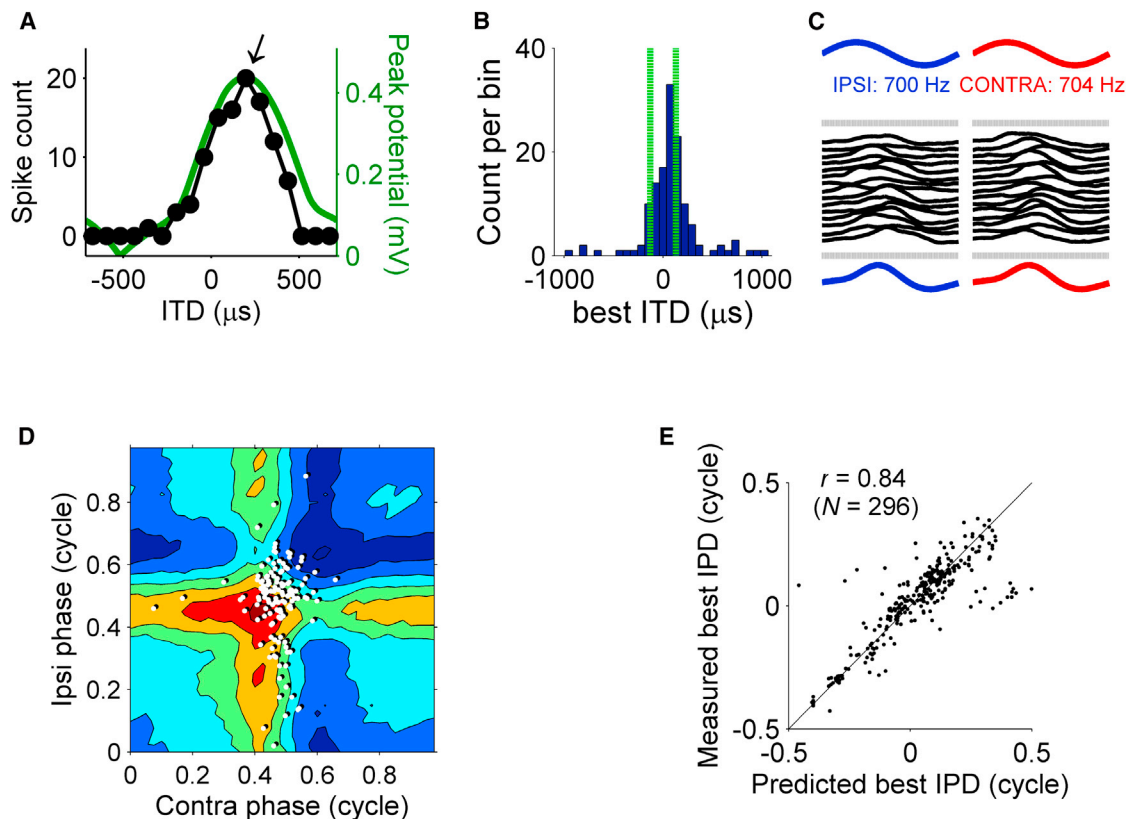 A
Spike count
20
10
0
-500
0
500
ITD (μs)
0.4
0.2
0
Peak potential (mV)
B
Count per bin
40
20
0
-1000
0
1000
best ITD (μs)
C
IPSI: 700 Hz
CONTRA: 704 Hz
D
Ipsi phase (cycle)
0.8
0.6
0.4
0.2
0
0
0.2
0.4
0.6
0.8
Contra phase (cycle)
E
Measured best IPD (cycle)
0.5
0
-0.5
r = 0.84
(N = 296)
-0.5
0
0.5
Predicted best IPD (cycle)